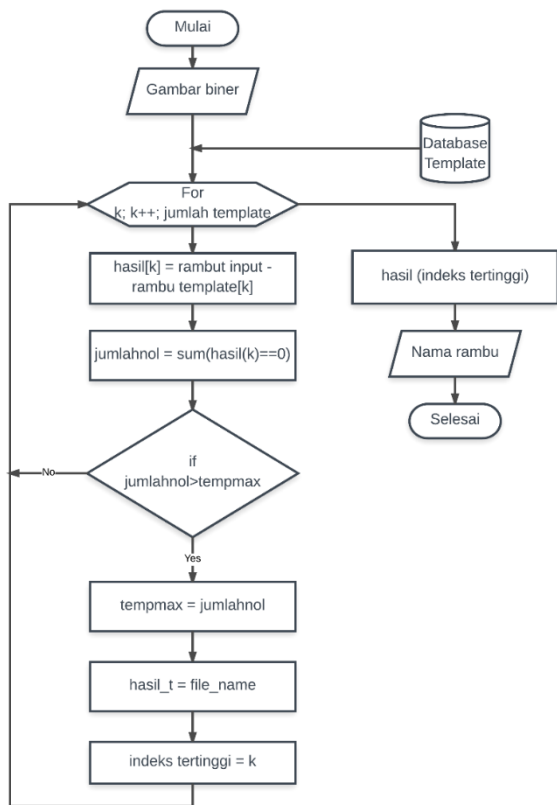 Mulai
Gambar biner
Database
Template
For
k; k++; jumlah template
hasil[k] = rambut input -
rambu template[k]
hasil (indeks tertinggi)
jumlahnol = sum(hasil(k)==0)
Nama rambu
Selesai
if
jumlahnol>tempmax
No
Yes
tempmax = jumlahnol
hasil_t = file_name
indeks tertinggi = k